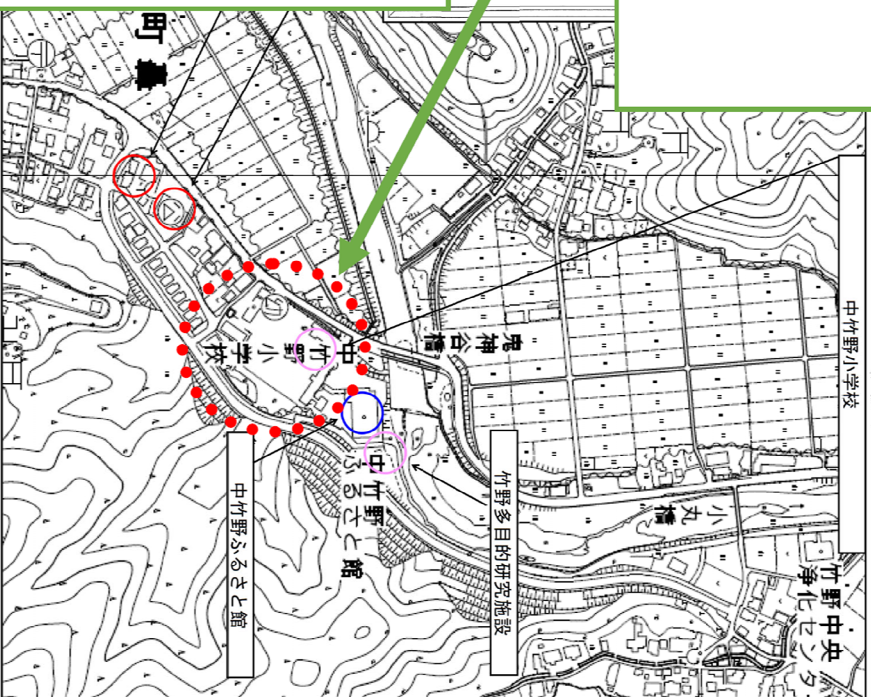 中竹野小学校
鬼神谷橋
中竹野小学校
小丸橋
竹野多目的研究施設
中竹野
ふるさと館
中竹野ふるさと館
竹野中央
浄化センタ
町